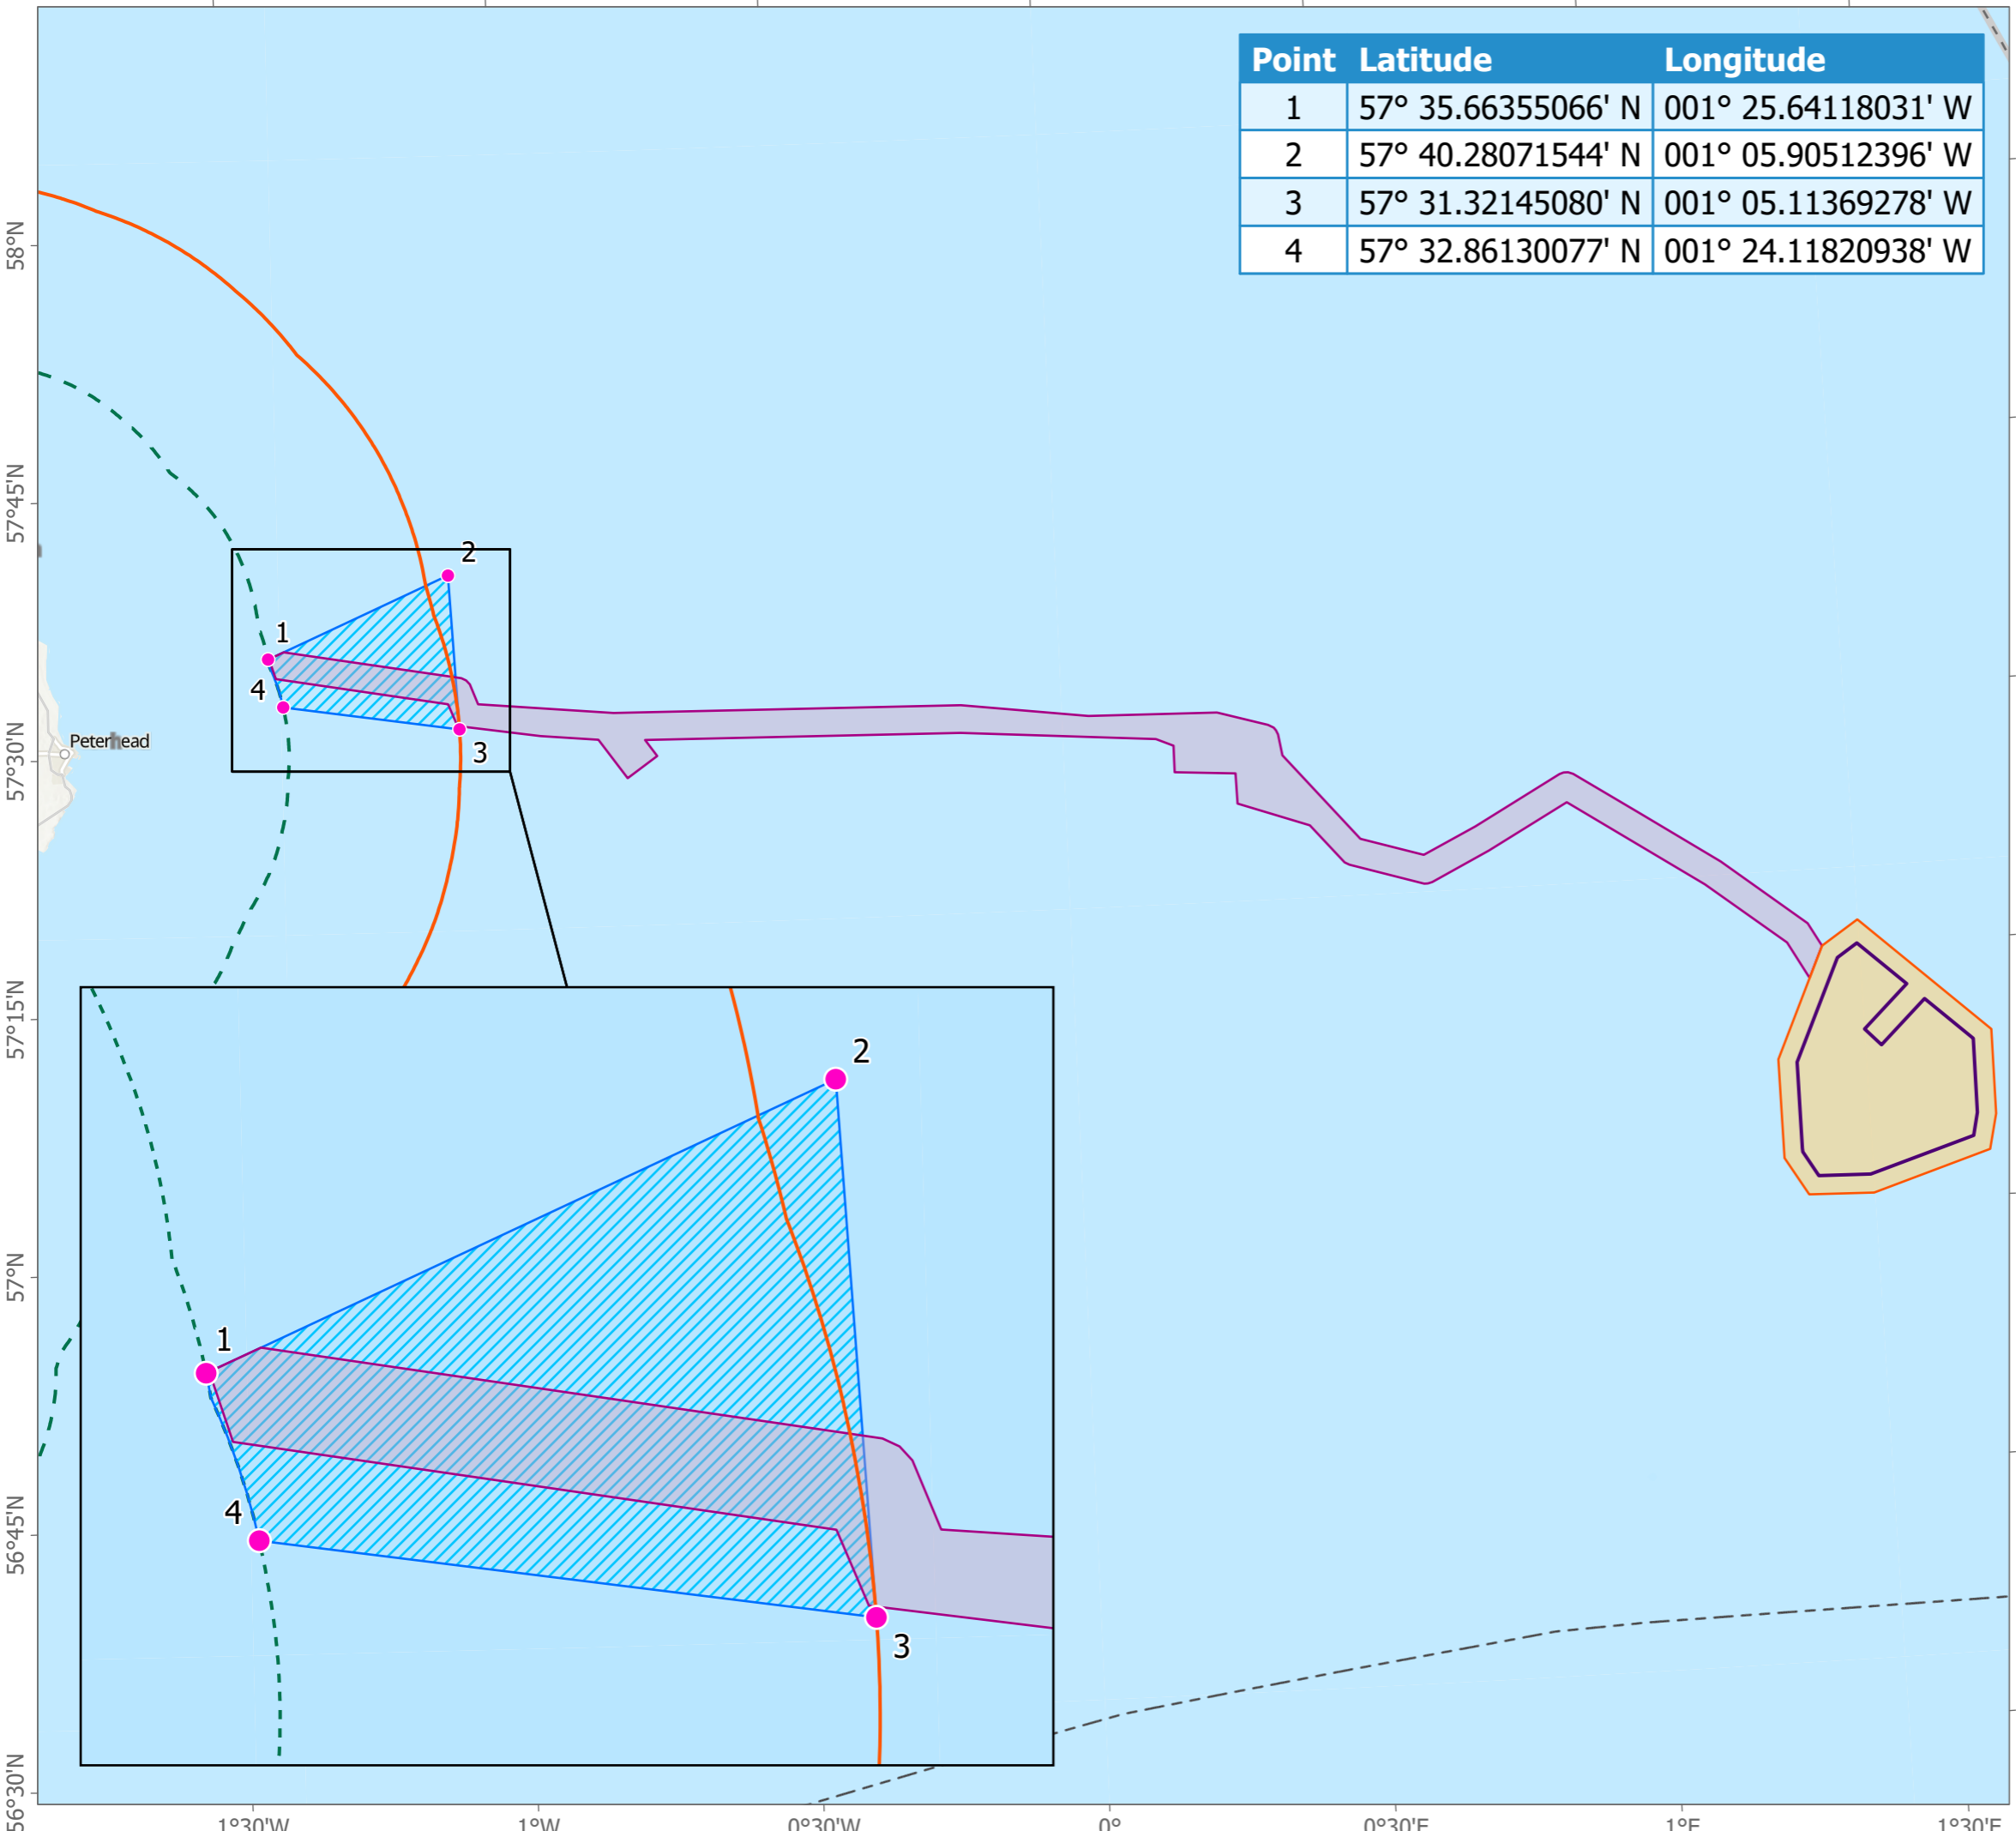 Point Latitude Longitude
1 57° 35.66355066' N 001° 25.64118031' W
2 57° 40.28071544' N 001° 05.90512396' W
3 57° 31.32145080' N 001° 05.11369278' W
4 57° 32.86130077' N 001° 24.11820938' W
58°N
57°45'N
2
1
4
3
Peterhead
57°30'N
57°15'N
2
57°N
1
4
3
56°45'N
56°30'N
1°30'W 1°W 0°30'W 0° 0°30'E 1°E 1°30'E